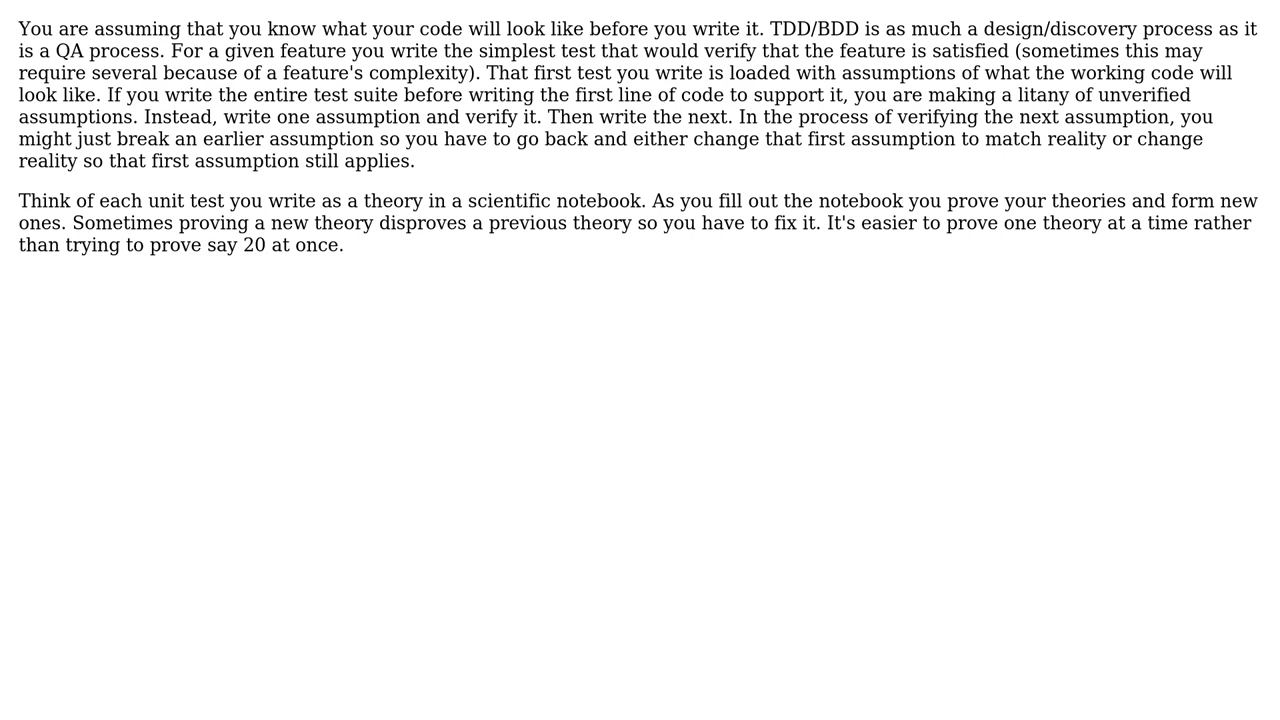 You are assuming that you know what your code will look like before you write it. TDD/BDD is as much a design/discovery process as it
is a QA process. For a given feature you write the simplest test that would verify that the feature is satisfied (sometimes this may
require several because of a feature's complexity). That first test you write is loaded with assumptions of what the working code will
look like. If you write the entire test suite before writing the first line of code to support it, you are making a litany of unverified
assumptions. Instead, write one assumption and verify it. Then write the next. In the process of verifying the next assumption, you
might just break an earlier assumption so you have to go back and either change that first assumption to match reality or change
reality so that first assumption still applies.
Think of each unit test you write as a theory in a scientific notebook. As you fill out the notebook you prove your theories and form new
ones. Sometimes proving a new theory disproves a previous theory so you have to fix it. It's easier to prove one theory at a time rather
than trying to prove say 20 at once.